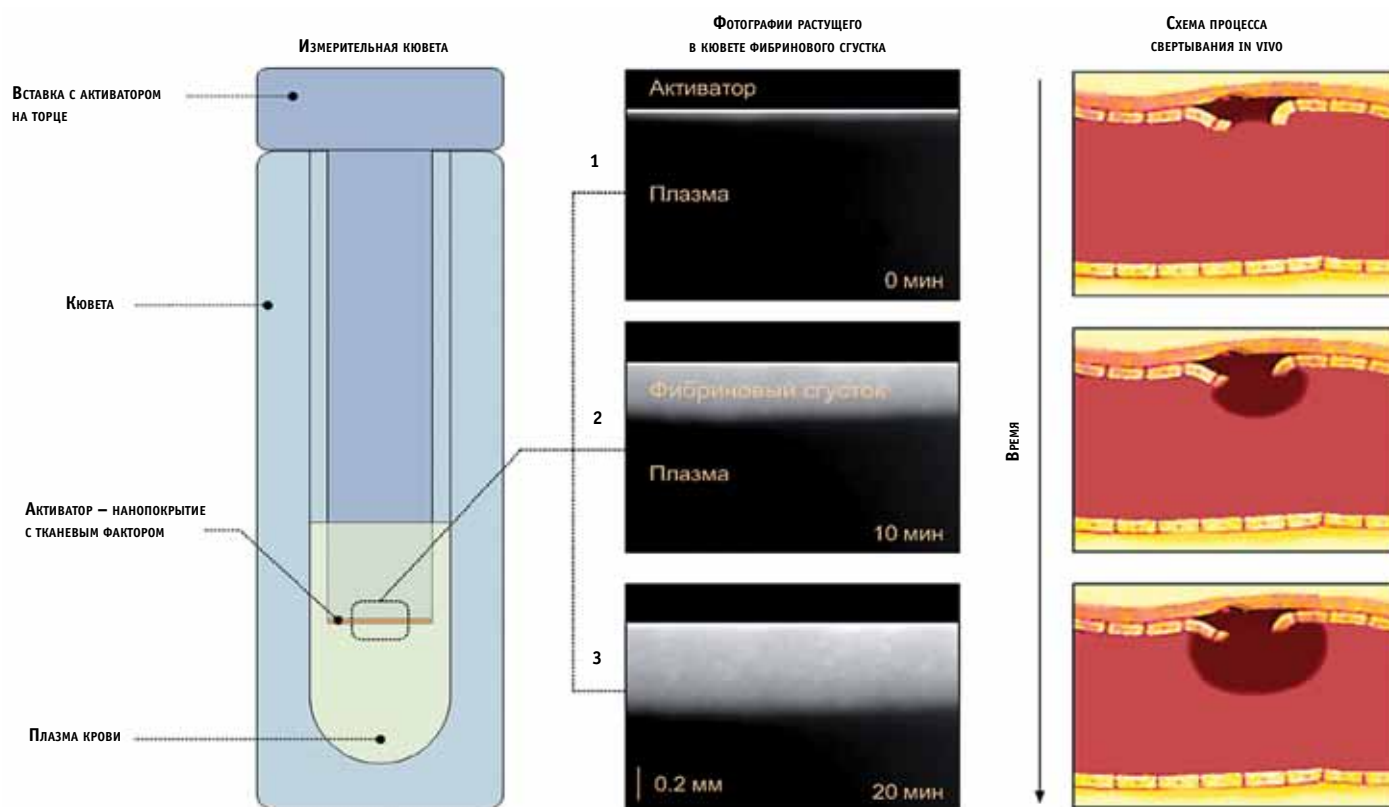 Измерительная кювета
Фотографии растущего
в кювете фибринового сгустка
Схема процесса
свертывания in vivo
Вставка с активатором
на торце
Кювета
Активатор – нанопокрытие
с тканевым фактором
Плазма крови
1
Активатор
Плазма
0 мин
2
Фибриновый сгусток
Плазма
10 мин
3
0.2 мм
20 мин
Время